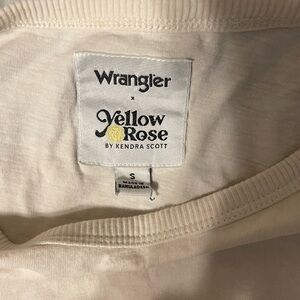 Wrangler
×
Yellow
Rose
BY KENDRA SCOTT
S
MADE IN
BANGLADESH